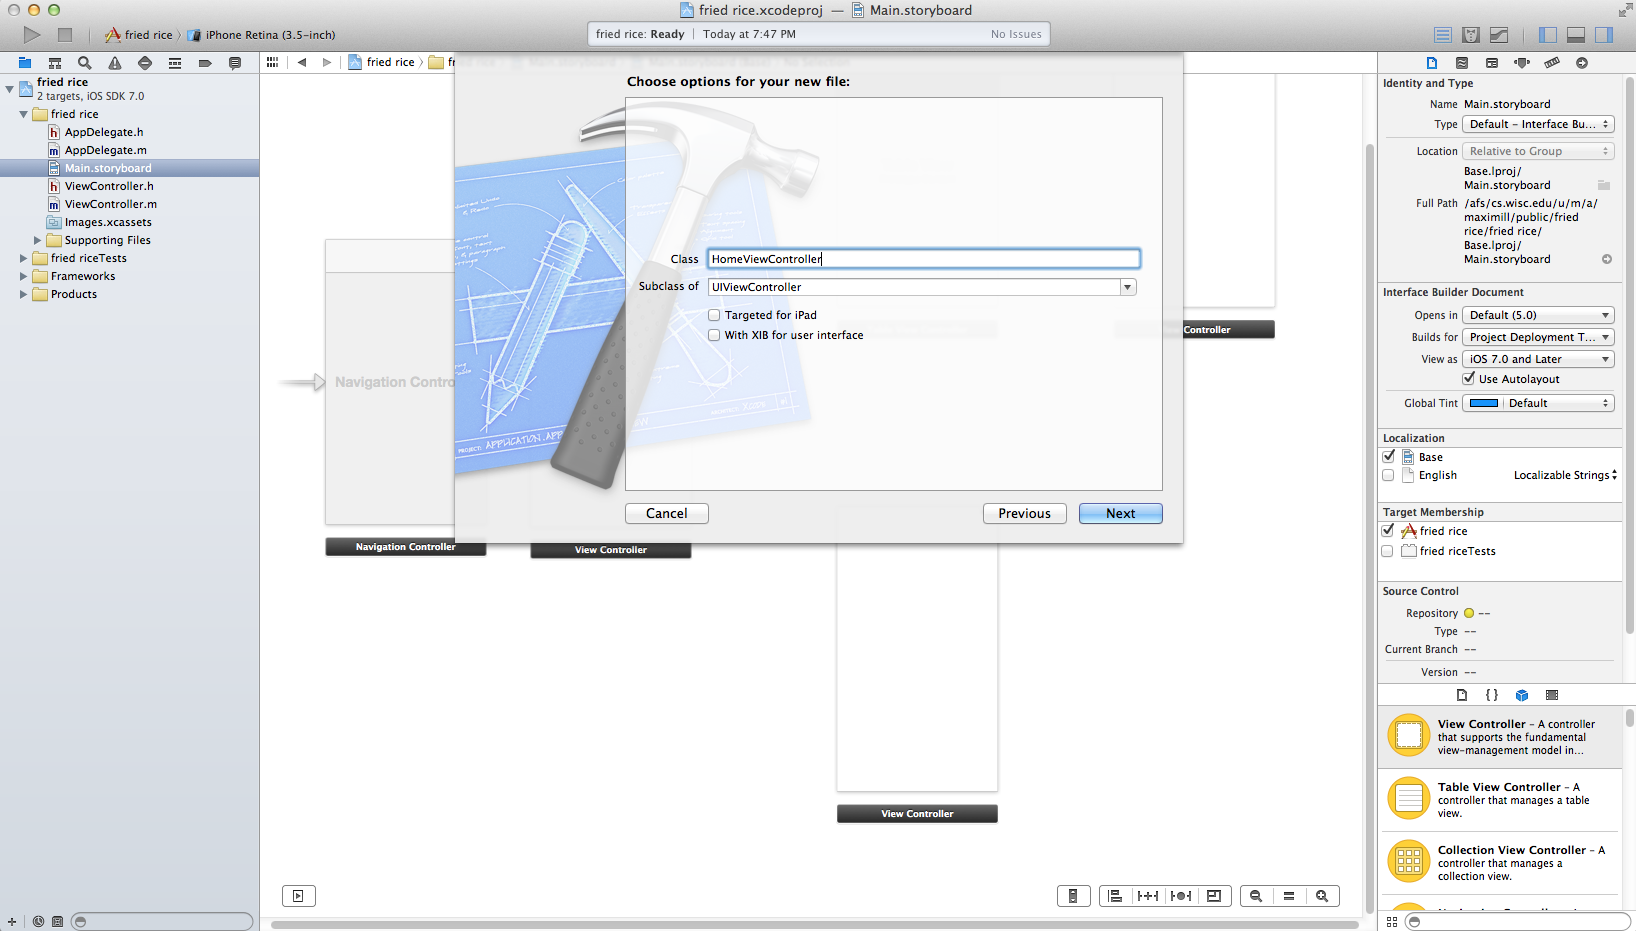 fried rice.xcodeproj — Main.storyboard
fried rice
iPhone Retina (3.5-inch)
fried rice: Ready
Today at 7:47 PM
No Issues
fried rice
2 targets, iOS SDK 7.0
fried rice
AppDelegate.h
AppDelegate.m
Main.storyboard
ViewController.h
ViewController.m
Images.xcassets
Supporting Files
fried riceTests
Frameworks
Products
fried rice
Choose options for your new file:
Class HomeViewController
Subclass of UIViewController
Targeted for iPad
With XIB for user interface
PROJECT: APPLICATION.APP
Cancel
Previous
Next
Navigation Contro
Navigation Controller
View Controller
Controller
View Controller
Identity and Type
Name Main.storyboard
Type Default - Interface Bu...
Location Relative to Group
Base.lproj/
Main.storyboard
Full Path /afs/cs.wisc.edu/u/m/a/
maximill/public/fried
rice/fried rice/
Base.lproj/
Main.storyboard
Interface Builder Document
Opens in Default (5.0)
Builds for Project Deployment T...
View as iOS 7.0 and Later
Use Autolayout
Global Tint Default
Localization
Base
English Localizable Strings
Target Membership
fried rice
fried riceTests
Source Control
Repository --
Type --
Current Branch --
Version --
{ }
View Controller - A controller
that supports the fundamental
view-management model in...
Table View Controller - A
controller that manages a table
view.
Collection View Controller - A
controller that manages a
collection view.